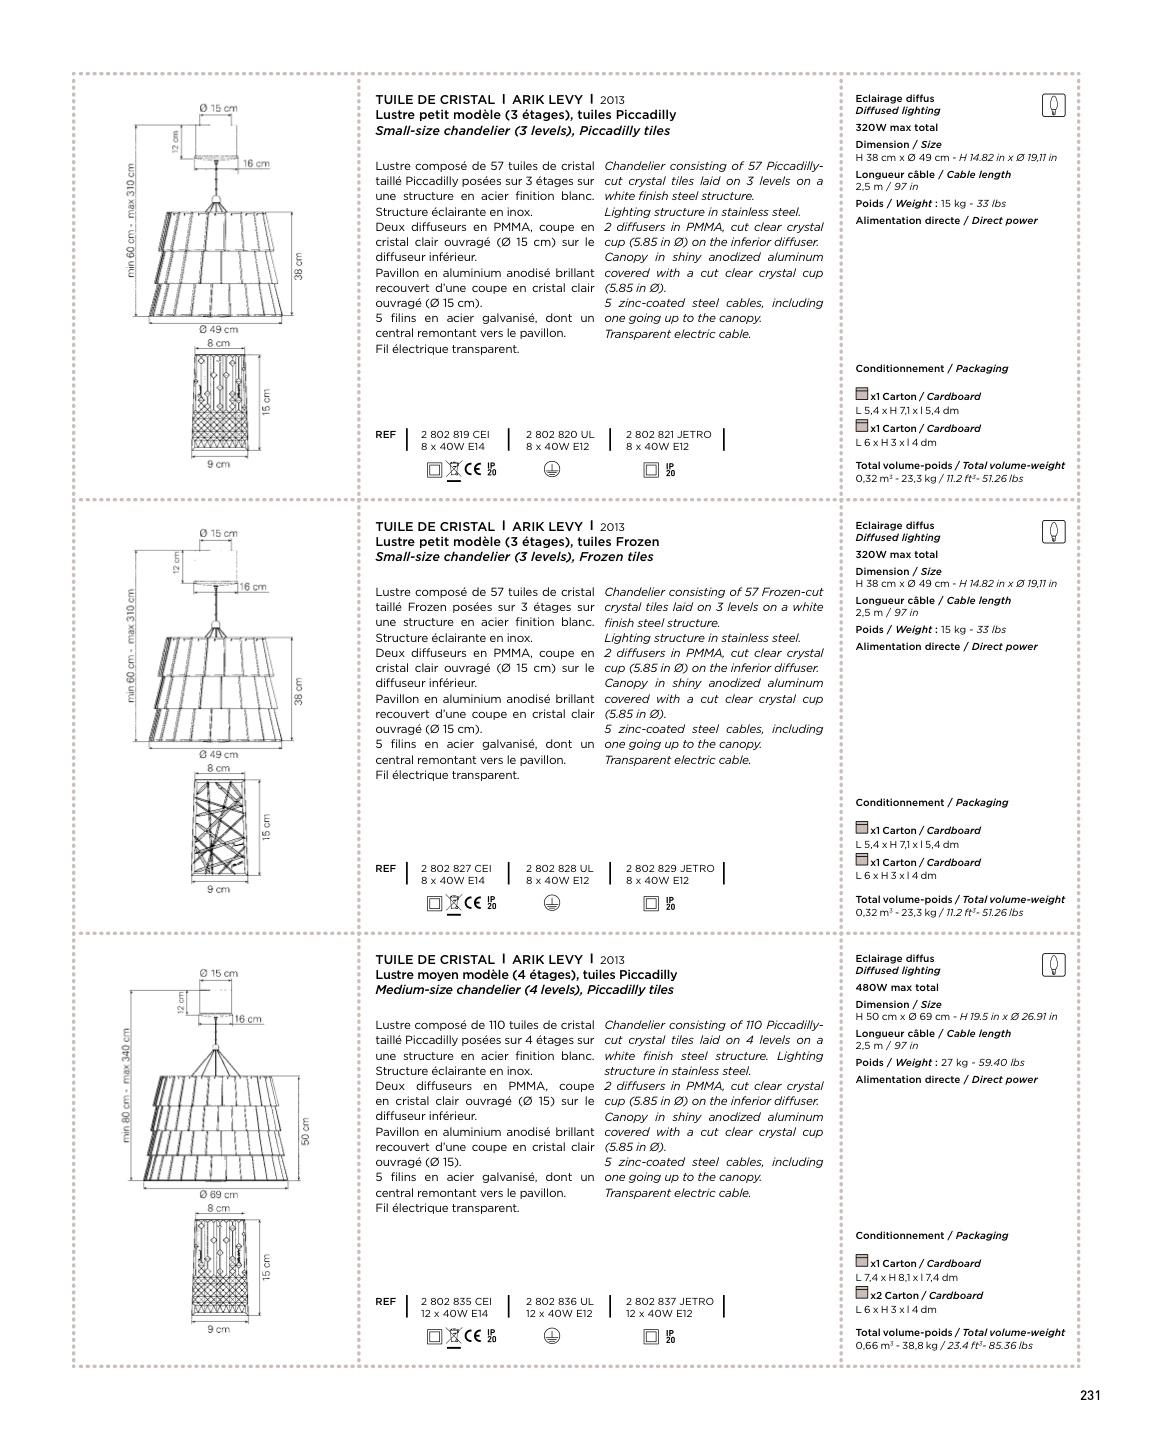 Ø 15 cm
12 cm
16 cm
min 60 cm - max 310 cm
38 cm
Ø 49 cm
8 cm
15 cm
9 cm
TUILE DE CRISTAL I ARIK LEVY I 2013
Lustre petit modèle (3 étages), tuiles Piccadilly
Small-size chandelier (3 levels), Piccadilly tiles
Lustre composé de 57 tuiles de cristal
taillé Piccadilly posées sur 3 étages sur
une structure en acier finition blanc.
Structure éclairante en inox.
Deux diffuseurs en PMMA, coupe en
cristal clair ouvragé (Ø 15 cm) sur le
diffuseur inférieur.
Pavillon en aluminium anodisé brillant
recouvert d'une coupe en cristal clair
ouvragé (Ø 15 cm).
5 filins en acier galvanisé, dont un
central remontant vers le pavillon.
Fil électrique transparent.
Chandelier consisting of 57 Piccadilly-
cut crystal tiles laid on 3 levels on a
white finish steel structure.
Lighting structure in stainless steel.
2 diffusers in PMMA, cut clear crystal
cup (5.85 in Ø) on the inferior diffuser.
Canopy in shiny anodized aluminum
covered with a cut clear crystal cup
(5.85 in Ø).
5 zinc-coated steel cables, including
one going up to the canopy.
Transparent electric cable.
REF
2 802 819 CEI
8 x 40W E14
2 802 820 UL
8 x 40W E12
2 802 821 JETRO
8 x 40W E12
CE IP 20
IP 20
Eclairage diffus
Diffused lighting
320W max total
Dimension / Size
H 38 cm x Ø 49 cm - H 14.82 in x Ø 19,11 in
Longueur câble / Cable length
2,5 m / 97 in
Poids / Weight : 15 kg - 33 lbs
Alimentation directe / Direct power
Conditionnement / Packaging
x1 Carton / Cardboard
L 5,4 x H 7,1 x l 5,4 dm
x1 Carton / Cardboard
L 6 x H 3 x l 4 dm
Total volume-poids / Total volume-weight
0,32 m³ - 23,3 kg / 11.2 ft³- 51.26 lbs
Ø 15 cm
12 cm
16 cm
min 60 cm - max 310 cm
38 cm
Ø 49 cm
8 cm
15 cm
9 cm
TUILE DE CRISTAL I ARIK LEVY I 2013
Lustre petit modèle (3 étages), tuiles Frozen
Small-size chandelier (3 levels), Frozen tiles
Lustre composé de 57 tuiles de cristal
taillé Frozen posées sur 3 étages sur
une structure en acier finition blanc.
Structure éclairante en inox.
Deux diffuseurs en PMMA, coupe en
cristal clair ouvragé (Ø 15 cm) sur le
diffuseur inférieur.
Pavillon en aluminium anodisé brillant
recouvert d'une coupe en cristal clair
ouvragé (Ø 15 cm).
5 filins en acier galvanisé, dont un
central remontant vers le pavillon.
Fil électrique transparent.
Chandelier consisting of 57 Frozen-cut
crystal tiles laid on 3 levels on a white
finish steel structure.
Lighting structure in stainless steel.
2 diffusers in PMMA, cut clear crystal
cup (5.85 in Ø) on the inferior diffuser.
Canopy in shiny anodized aluminum
covered with a cut clear crystal cup
(5.85 in Ø).
5 zinc-coated steel cables, including
one going up to the canopy.
Transparent electric cable.
REF
2 802 827 CEI
8 x 40W E14
2 802 828 UL
8 x 40W E12
2 802 829 JETRO
8 x 40W E12
CE IP 20
IP 20
Eclairage diffus
Diffused lighting
320W max total
Dimension / Size
H 38 cm x Ø 49 cm - H 14.82 in x Ø 19,11 in
Longueur câble / Cable length
2,5 m / 97 in
Poids / Weight : 15 kg - 33 lbs
Alimentation directe / Direct power
Conditionnement / Packaging
x1 Carton / Cardboard
L 5,4 x H 7,1 x l 5,4 dm
x1 Carton / Cardboard
L 6 x H 3 x l 4 dm
Total volume-poids / Total volume-weight
0,32 m³ - 23,3 kg / 11.2 ft³- 51.26 lbs
Ø 15 cm
12 cm
16 cm
min 80 cm - max 340 cm
50 cm
Ø 69 cm
8 cm
15 cm
9 cm
TUILE DE CRISTAL I ARIK LEVY I 2013
Lustre moyen modèle (4 étages), tuiles Piccadilly
Medium-size chandelier (4 levels), Piccadilly tiles
Lustre composé de 110 tuiles de cristal
taillé Piccadilly posées sur 4 étages sur
une structure en acier finition blanc.
Structure éclairante en inox.
Deux diffuseurs en PMMA, coupe
en cristal clair ouvragé (Ø 15) sur le
diffuseur inférieur.
Pavillon en aluminium anodisé brillant
recouvert d'une coupe en cristal clair
ouvragé (Ø 15).
5 filins en acier galvanisé, dont un
central remontant vers le pavillon.
Fil électrique transparent.
Chandelier consisting of 110 Piccadilly-
cut crystal tiles laid on 4 levels on a
white finish steel structure. Lighting
structure in stainless steel.
2 diffusers in PMMA, cut clear crystal
cup (5.85 in Ø) on the inferior diffuser.
Canopy in shiny anodized aluminum
covered with a cut clear crystal cup
(5.85 in Ø).
5 zinc-coated steel cables, including
one going up to the canopy.
Transparent electric cable.
REF
2 802 835 CEI
12 x 40W E14
2 802 836 UL
12 x 40W E12
2 802 837 JETRO
12 x 40W E12
CE IP 20
IP 20
Eclairage diffus
Diffused lighting
480W max total
Dimension / Size
H 50 cm x Ø 69 cm - H 19.5 in x Ø 26.91 in
Longueur câble / Cable length
2,5 m / 97 in
Poids / Weight : 27 kg - 59.40 lbs
Alimentation directe / Direct power
Conditionnement / Packaging
x1 Carton / Cardboard
L 7,4 x H 8,1 x l 7,4 dm
x2 Carton / Cardboard
L 6 x H 3 x l 4 dm
Total volume-poids / Total volume-weight
0,66 m³ - 38,8 kg / 23.4 ft³- 85.36 lbs
231